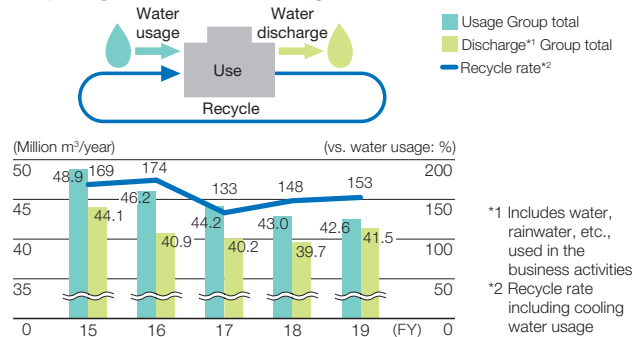 Water usage
Water discharge
Use
Recycle
Usage Group total
Discharge*1 Group total
Recycle rate*2
(Million m³/year)
(vs. water usage: %)
50
45
40
35
0
200
150
100
50
0
48.9
169
44.1
46.2
174
40.9
44.2
133
40.2
43.0
148
39.7
42.6
153
41.5
15
16
17
18
19
(FY)
*1 Includes water,
rainwater, etc.,
used in the
business activities
*2 Recycle rate
including cooling
water usage